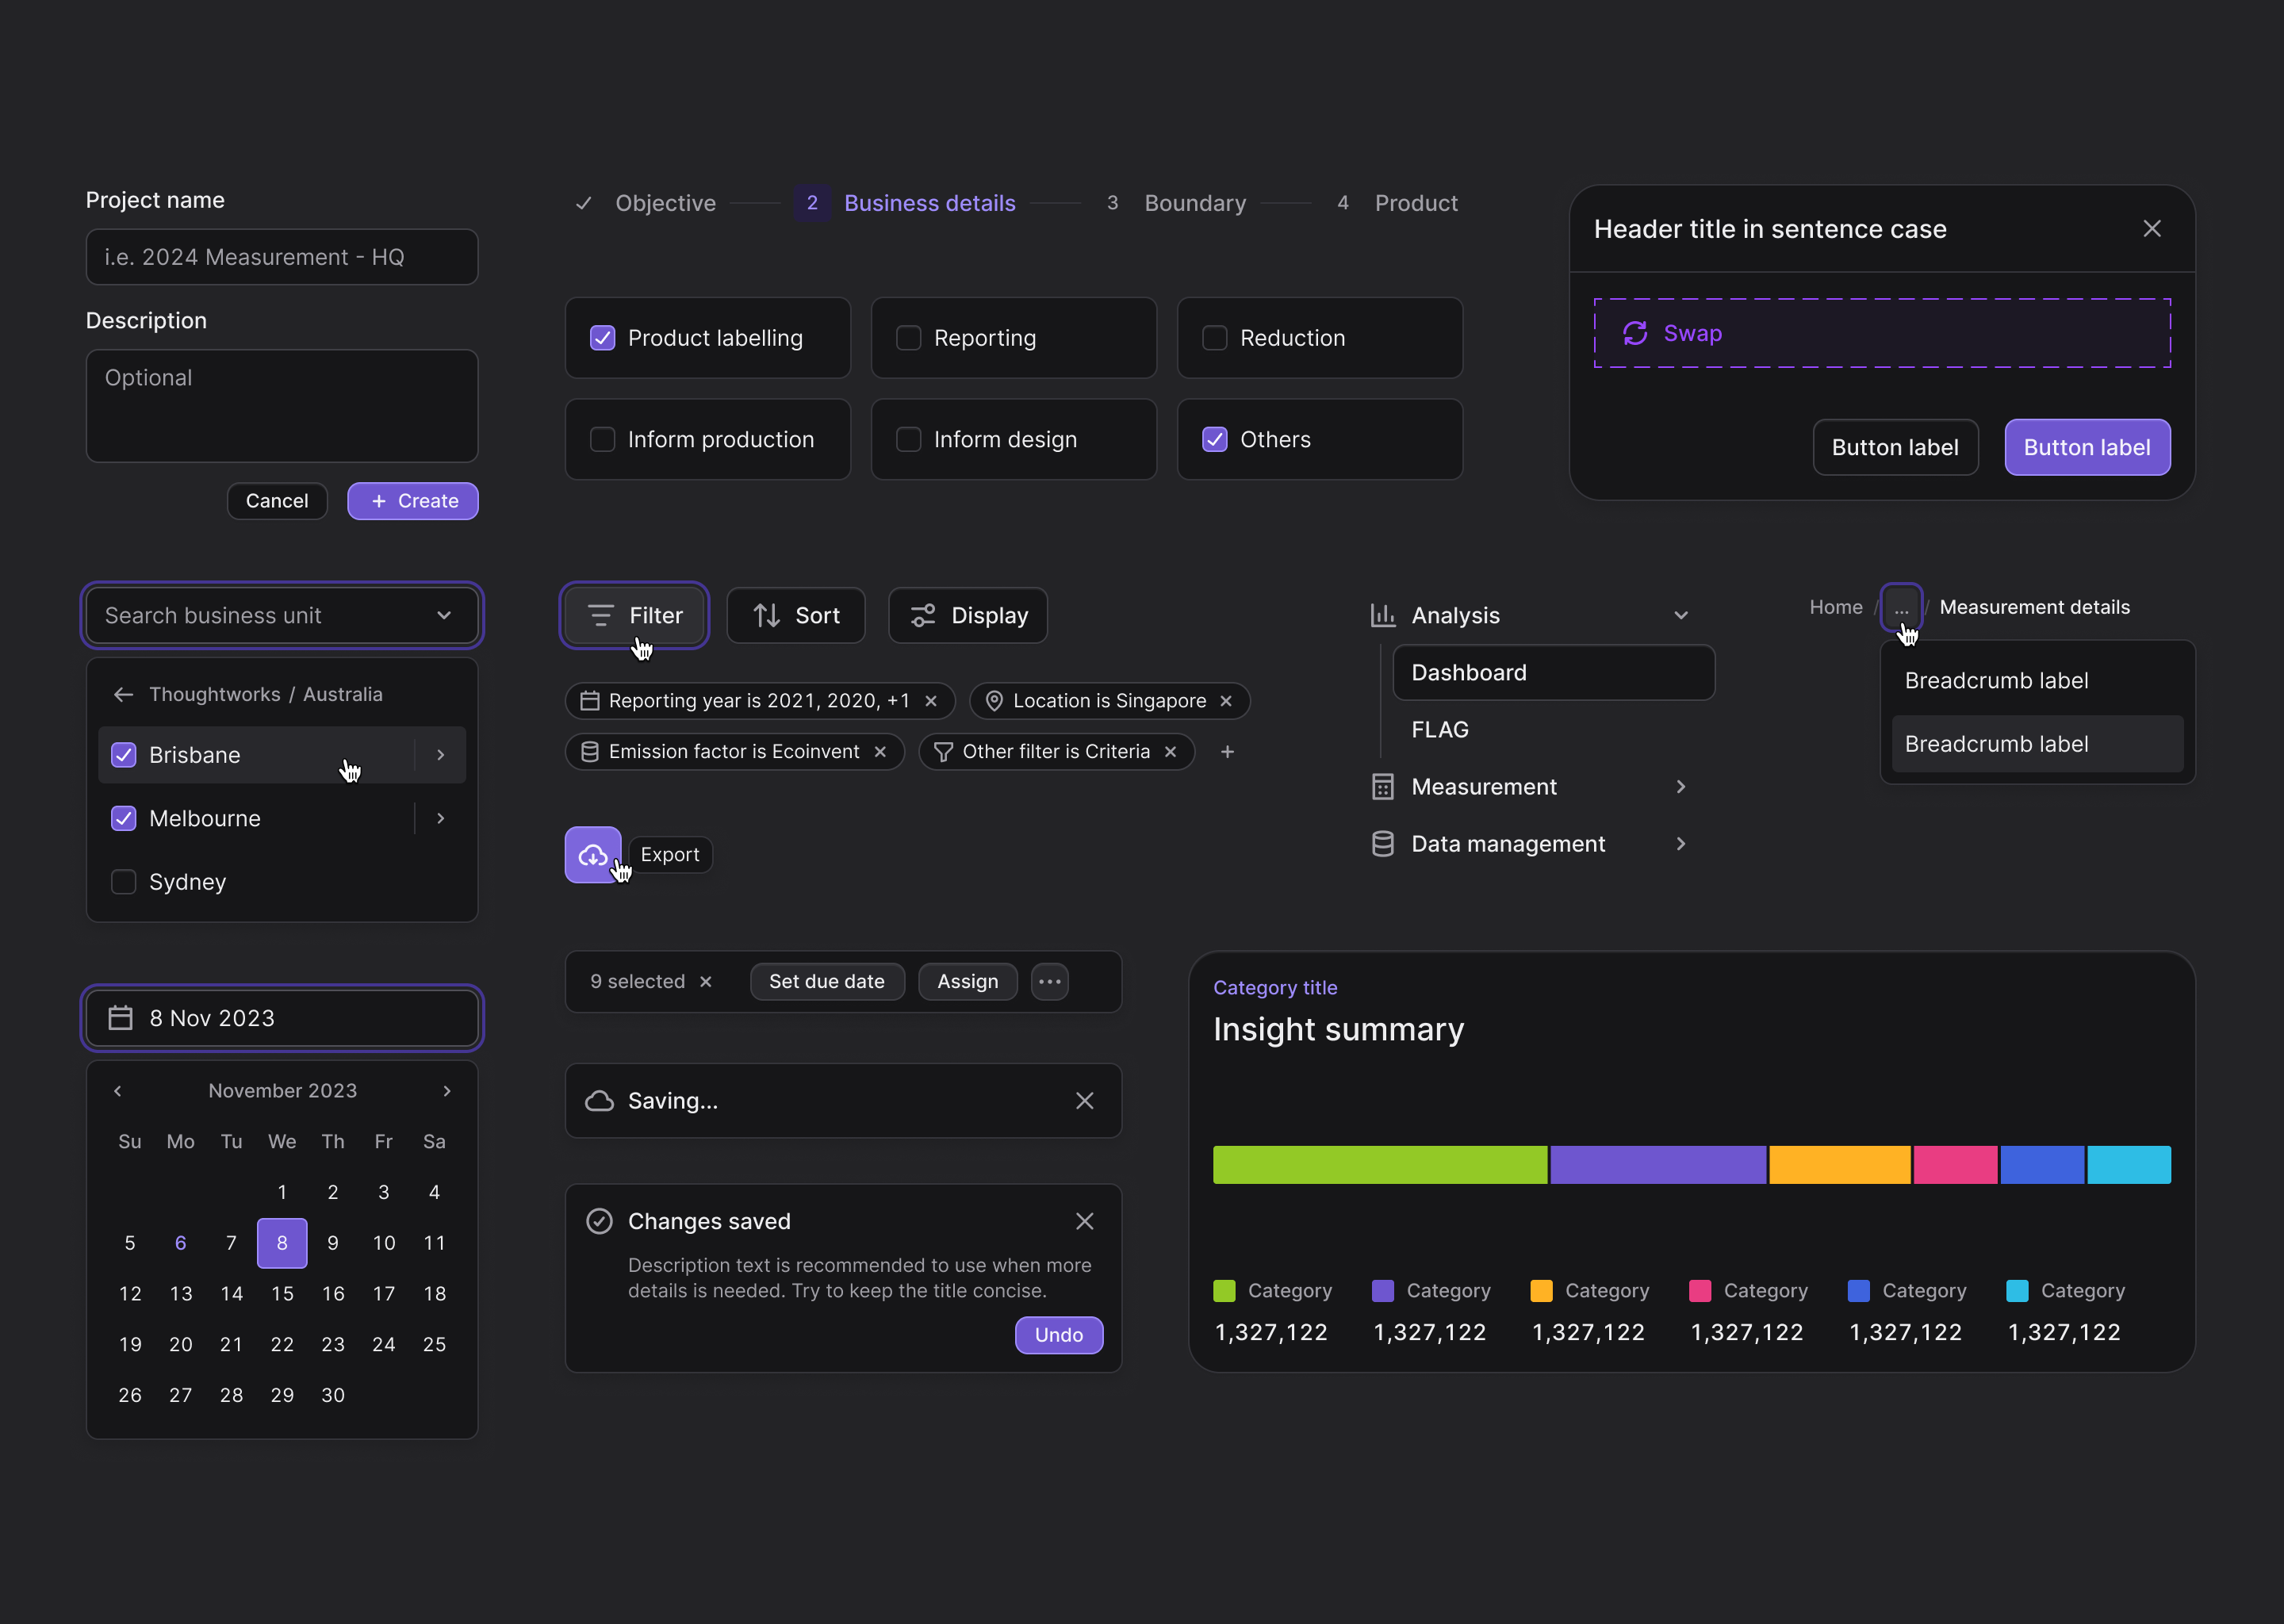 Project name
i.e. 2024 Measurement - HQ
Description
Optional
Cancel
+ Create
Objective
2 Business details
3 Boundary
4 Product
Product labelling
Reporting
Reduction
Inform production
Inform design
Others
Header title in sentence case
Swap
Button label
Button label
Search business unit
Thoughtworks / Australia
Brisbane
Melbourne
Sydney
Filter
Sort
Display
Reporting year is 2021, 2020, +1
Location is Singapore
Emission factor is Ecoinvent
Other filter is Criteria
+
Export
Analysis
Dashboard
FLAG
Measurement
Data management
Home / ... / Measurement details
Breadcrumb label
Breadcrumb label
8 Nov 2023
November 2023
Su Mo Tu We Th Fr Sa
1 2 3 4
5 6 7 8 9 10 11
12 13 14 15 16 17 18
19 20 21 22 23 24 25
26 27 28 29 30
9 selected
Set due date
Assign
...
Saving...
Changes saved
Description text is recommended to use when more
details is needed. Try to keep the title concise.
Undo
Category title
Insight summary
Category Category Category Category Category Category
1,327,122 1,327,122 1,327,122 1,327,122 1,327,122 1,327,122